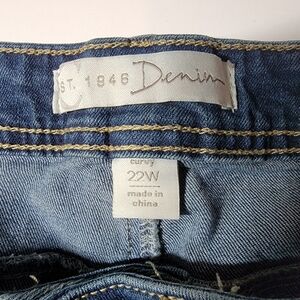 EST. 1946 Denim
curvy
22W
made in
china